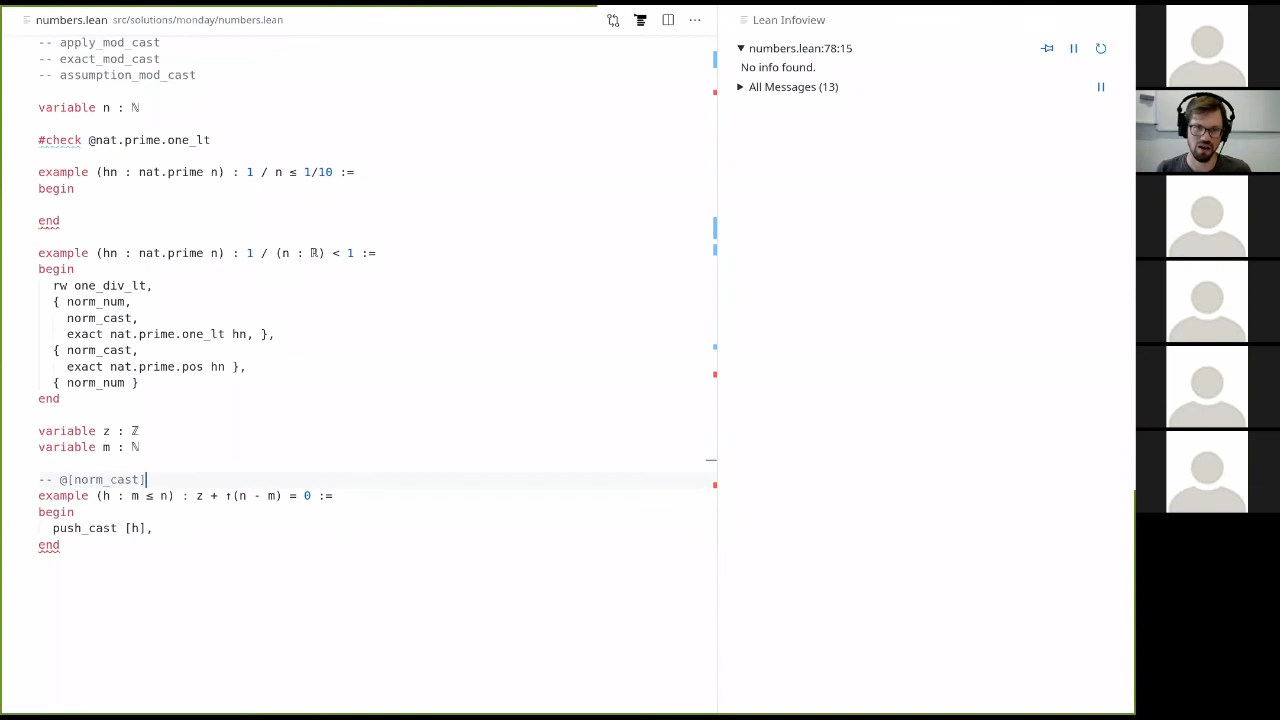 numbers.lean src/solutions/monday/numbers.lean
-- apply_mod_cast
-- exact_mod_cast
-- assumption_mod_cast
variable n : ℕ
#check @nat.prime.one_lt
example (hn : nat.prime n) : 1 / n ≤ 1/10 :=
begin
end
example (hn : nat.prime n) : 1 / (n : ℝ) < 1 :=
begin
  rw one_div_lt,
  { norm_num,
    norm_cast,
    exact nat.prime.one_lt hn, },
  { norm_cast,
    exact nat.prime.pos hn },
  { norm_num }
end
variable z : ℤ
variable m : ℕ
-- @[norm_cast]
example (h : m ≤ n) : z + ↑(n - m) = 0 :=
begin
  push_cast [h],
end
Lean Infoview
numbers.lean:78:15
No info found.
All Messages (13)